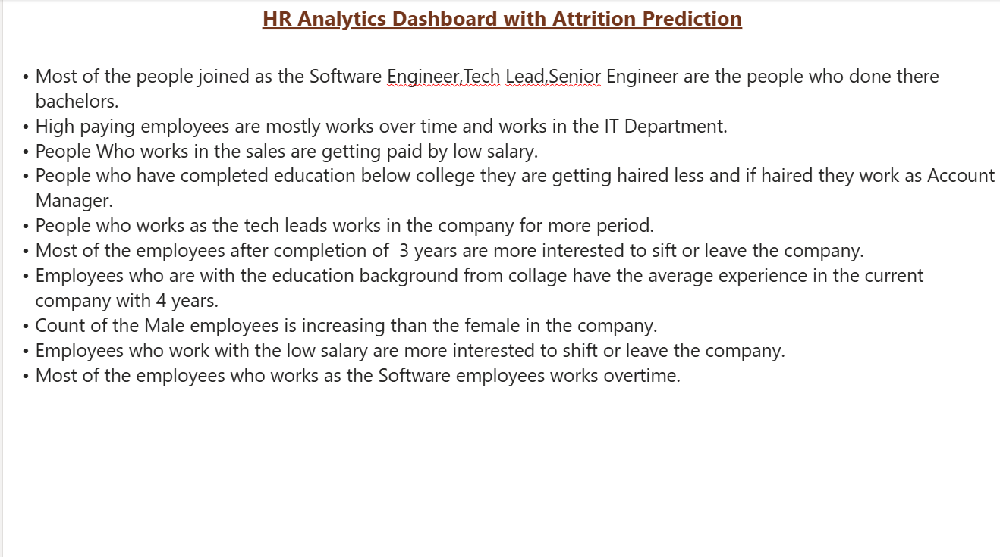 HR Analytics Dashboard with Attrition Prediction
• Most of the people joined as the Software Engineer,Tech Lead,Senior Engineer are the people who done there
bachelors.
• High paying employees are mostly works over time and works in the IT Department.
• People Who works in the sales are getting paid by low salary.
• People who have completed education below college they are getting haired less and if haired they work as Account
Manager.
• People who works as the tech leads works in the company for more period.
• Most of the employees after completion of  3 years are more interested to sift or leave the company.
• Employees who are with the education background from collage have the average experience in the current
company with 4 years.
• Count of the Male employees is increasing than the female in the company.
• Employees who work with the low salary are more interested to shift or leave the company.
• Most of the employees who works as the Software employees works overtime.